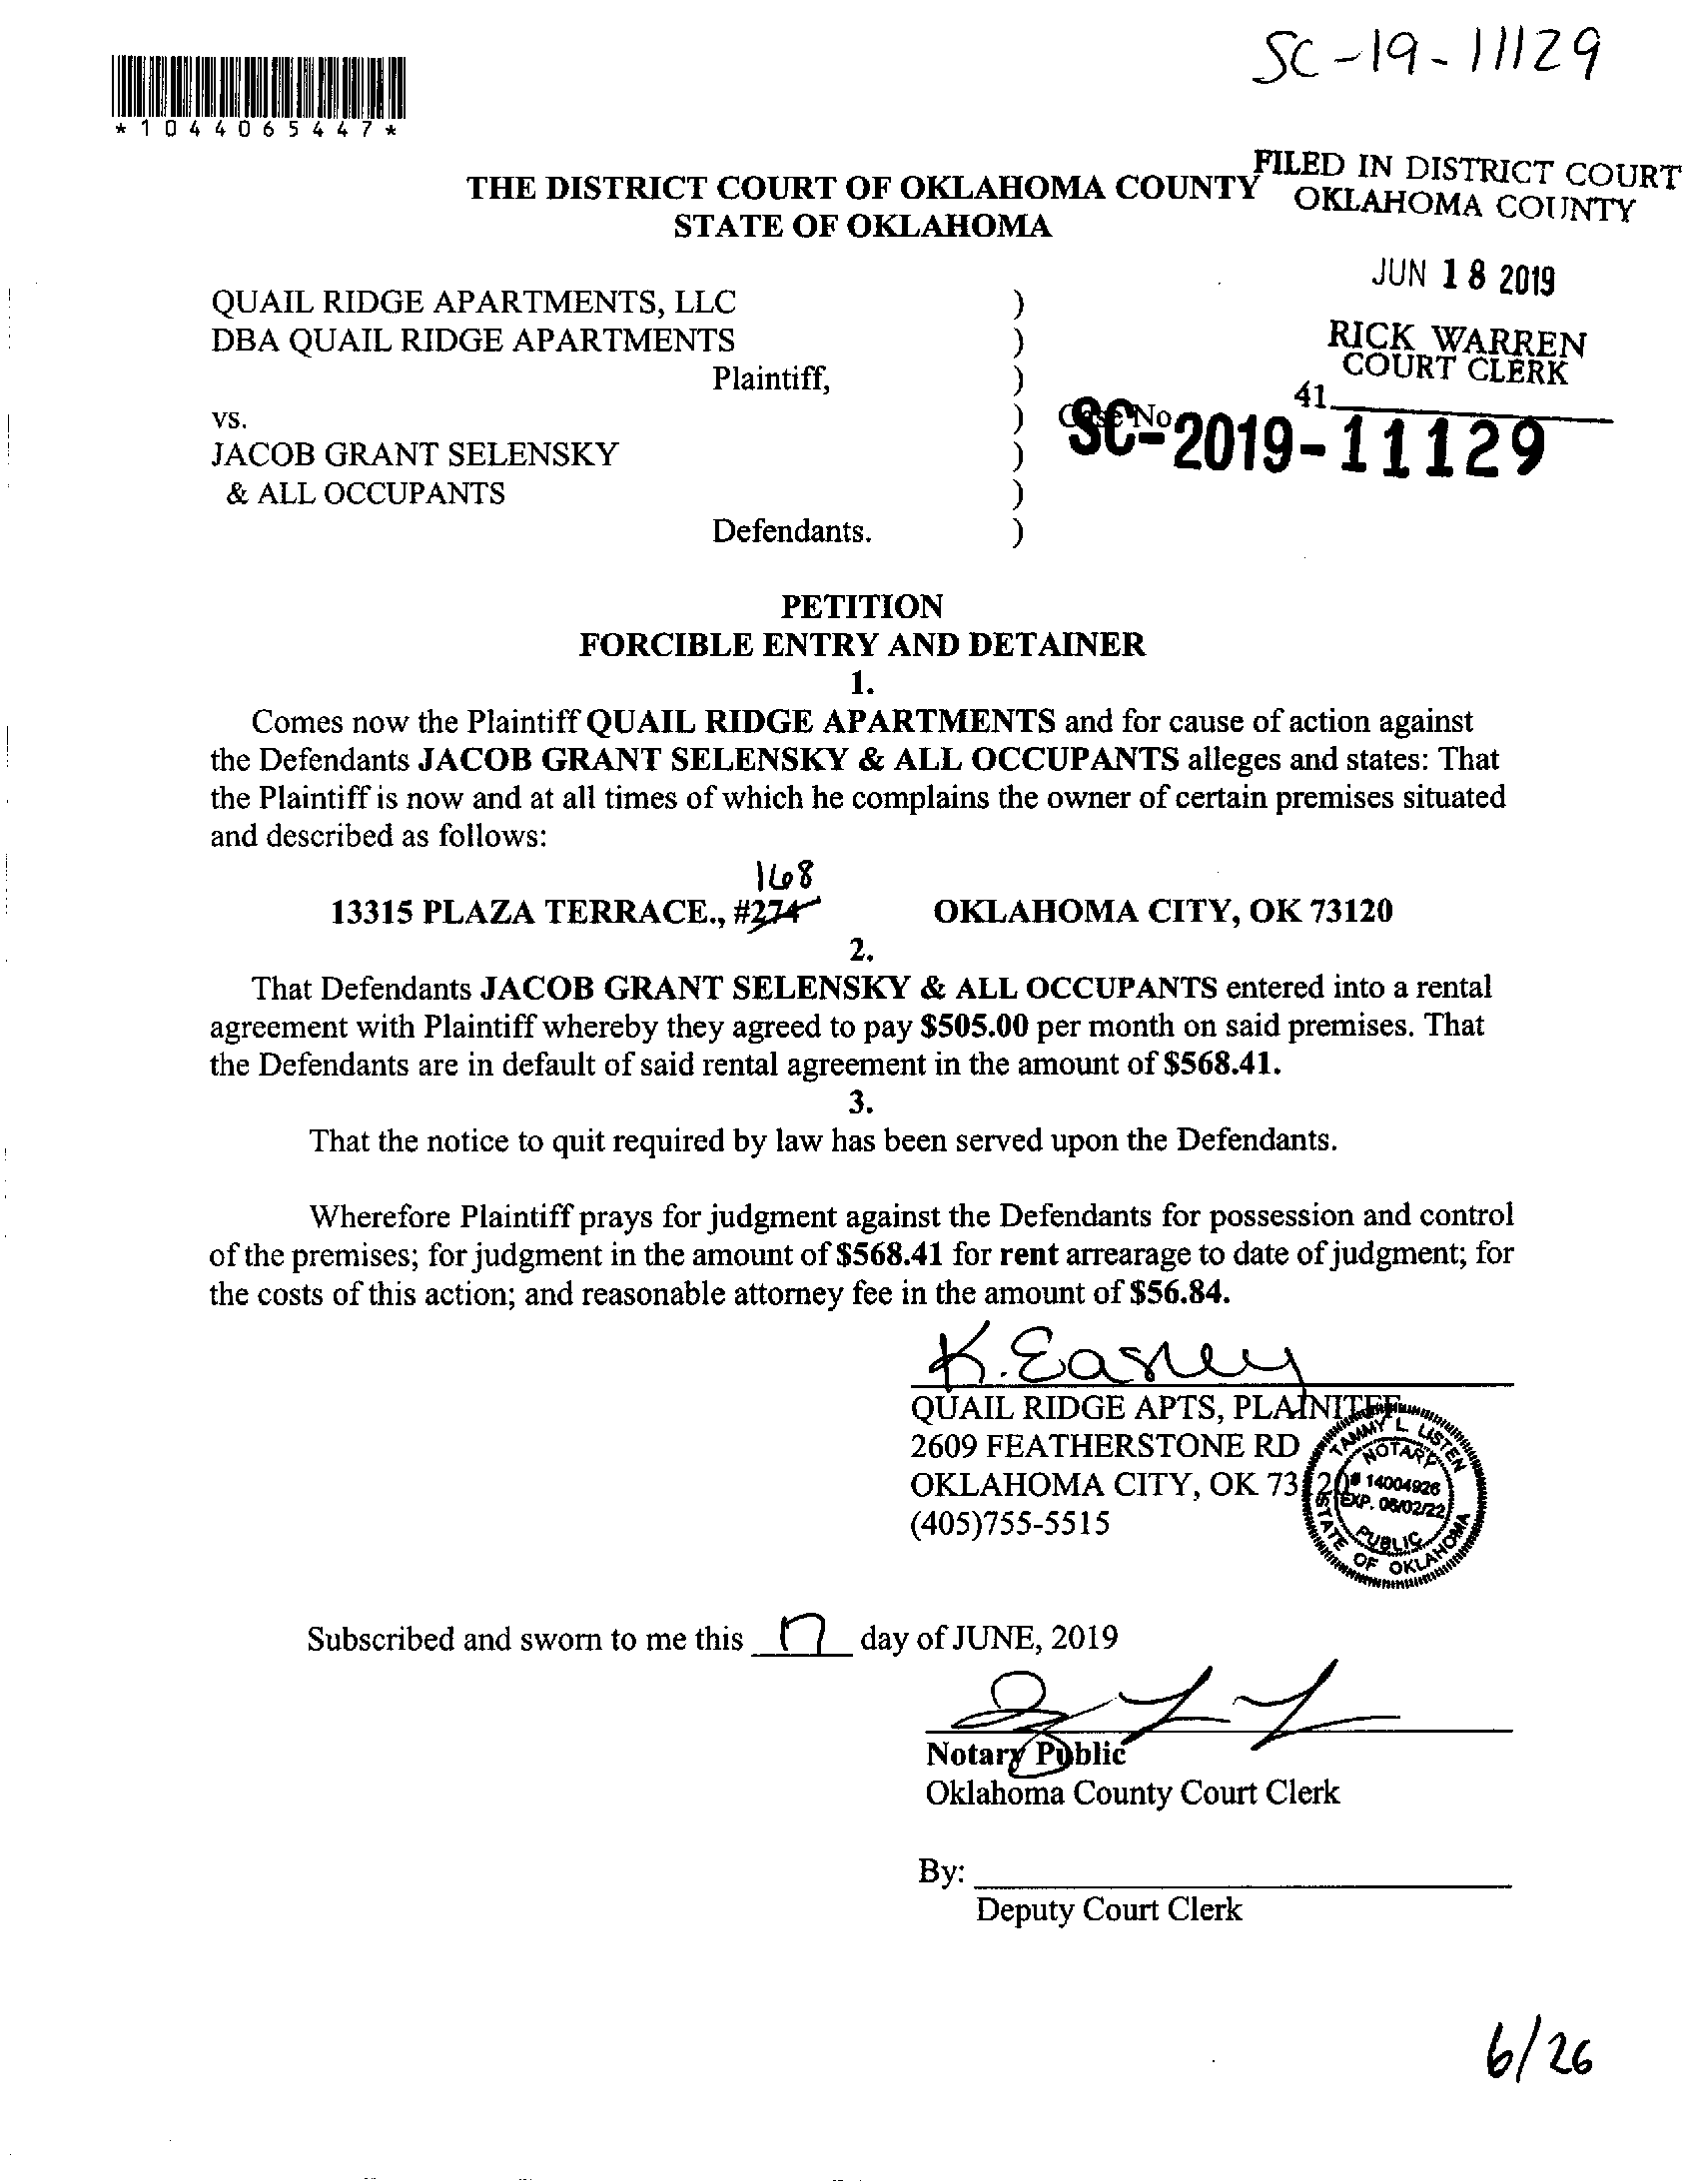 SC-19-11129
*1044065447*
FILED IN DISTRICT COURT
OKLAHOMA COUNTY
THE DISTRICT COURT OF OKLAHOMA COUNTY
STATE OF OKLAHOMA
JUN 18 2019
RICK WARREN
COURT CLERK
41
QUAIL RIDGE APARTMENTS, LLC )
DBA QUAIL RIDGE APARTMENTS )
Plaintiff, )
vs. ) Case No
SC-2019-11129
JACOB GRANT SELENSKY )
& ALL OCCUPANTS )
Defendants. )
PETITION
FORCIBLE ENTRY AND DETAINER
1.
Comes now the Plaintiff QUAIL RIDGE APARTMENTS and for cause of action against
the Defendants JACOB GRANT SELENSKY & ALL OCCUPANTS alleges and states: That
the Plaintiff is now and at all times of which he complains the owner of certain premises situated
and described as follows:
168
13315 PLAZA TERRACE., #274 OKLAHOMA CITY, OK 73120
2.
That Defendants JACOB GRANT SELENSKY & ALL OCCUPANTS entered into a rental
agreement with Plaintiff whereby they agreed to pay $505.00 per month on said premises. That
the Defendants are in default of said rental agreement in the amount of $568.41.
3.
That the notice to quit required by law has been served upon the Defendants.
Wherefore Plaintiff prays for judgment against the Defendants for possession and control
of the premises; for judgment in the amount of $568.41 for rent arrearage to date of judgment; for
the costs of this action; and reasonable attorney fee in the amount of $56.84.
K. Easley
QUAIL RIDGE APTS, PLAINITFF
2609 FEATHERSTONE RD
OKLAHOMA CITY, OK 73120
(405)755-5515
TAMMY L. LISTEN
NOTARY
# 14004926
EXP. 06/02/22
PUBLIC
STATE OF OKLAHOMA
Subscribed and sworn to me this 17 day of JUNE, 2019
Notary Public
Oklahoma County Court Clerk
By:
Deputy Court Clerk
6/26